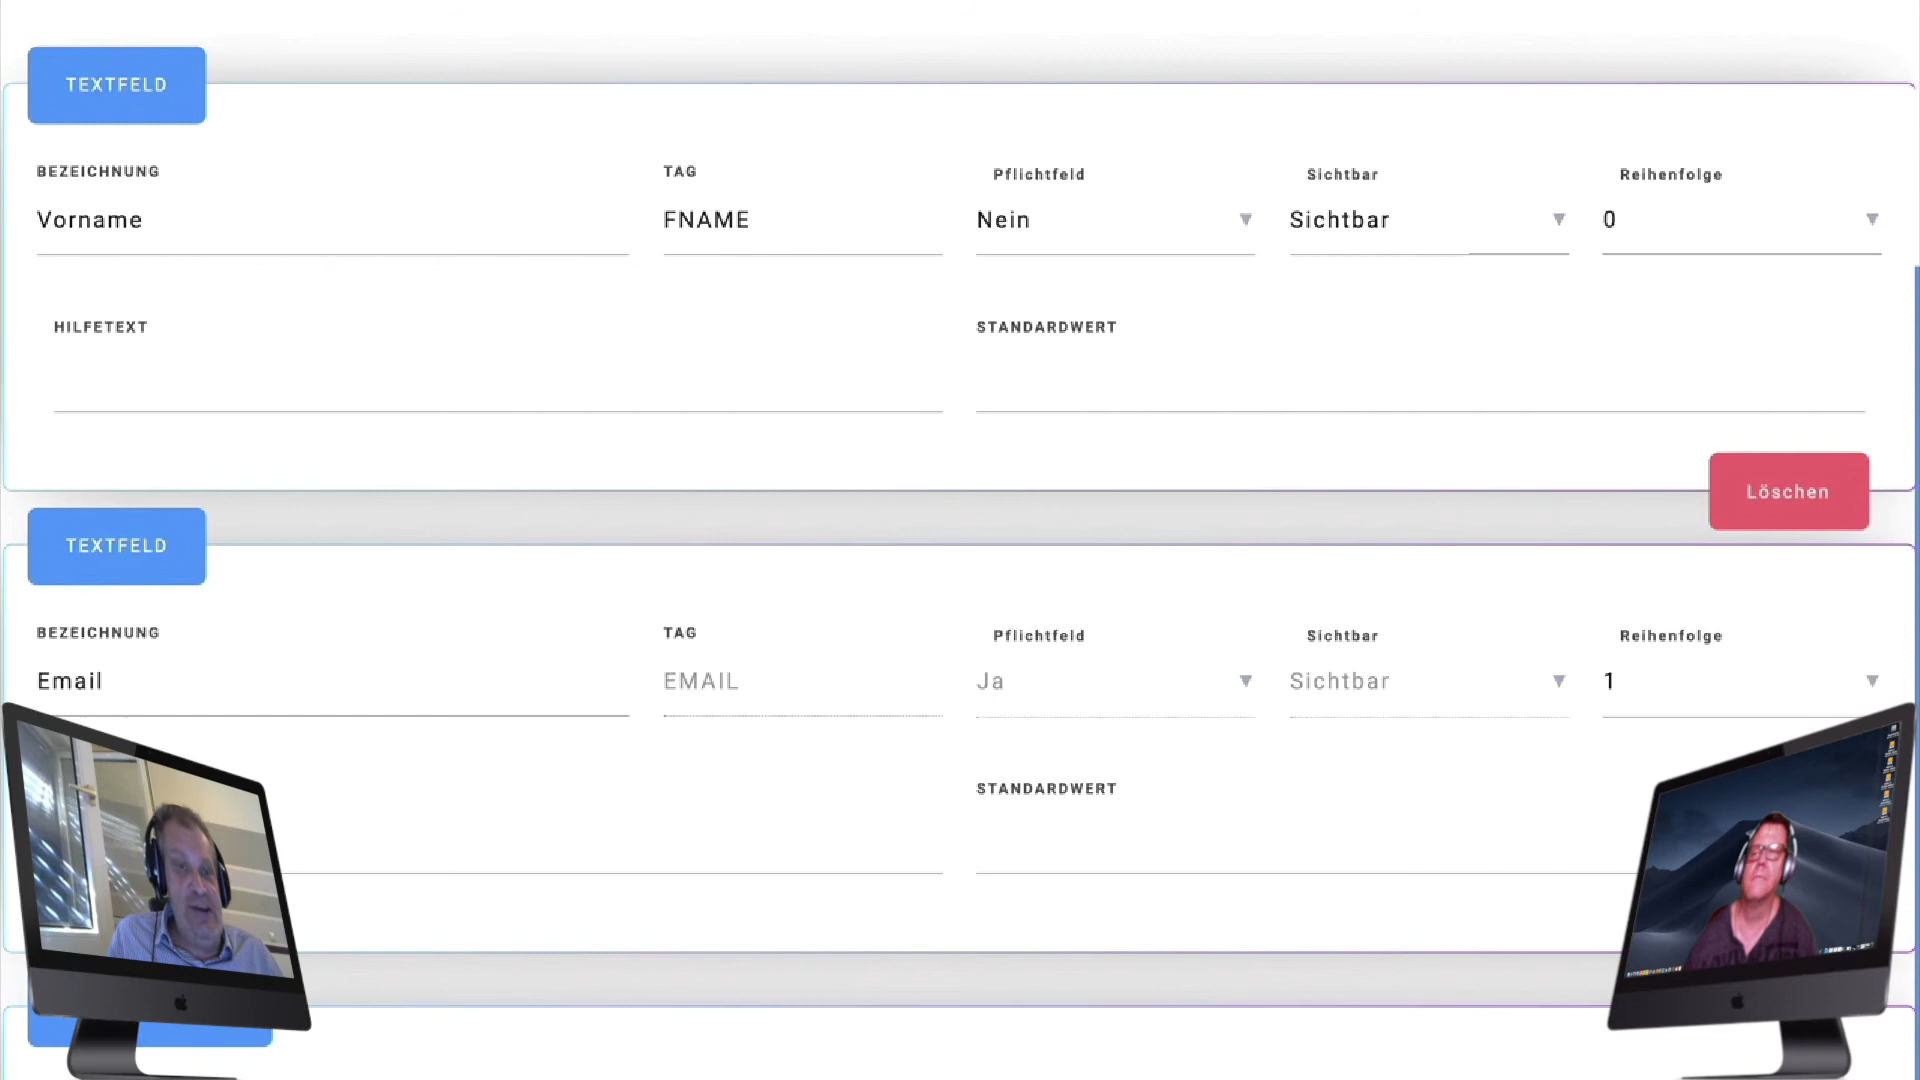 TEXTFELD
BEZEICHNUNG TAG Pflichtfeld Sichtbar Reihenfolge
Vorname FNAME Nein Sichtbar 0
HILFETEXT STANDARDWERT
Löschen
TEXTFELD
BEZEICHNUNG TAG Pflichtfeld Sichtbar Reihenfolge
Email EMAIL Ja Sichtbar 1
STANDARDWERT